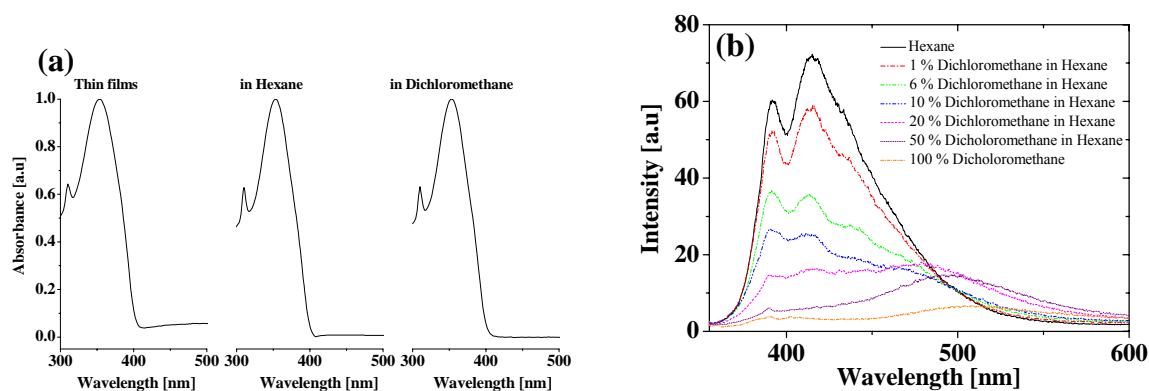 (a)
Thin films
in Hexane
in Dichloromethane
Absorbance [a.u]
1.0
0.8
0.6
0.4
0.2
0.0
300 400 500
300 400 500
300 400 500
Wavelength [nm]
Wavelength [nm]
Wavelength [nm]
(b)
Intensity [a.u]
80
60
40
20
0
Hexane
1 % Dichloromethane in Hexane
6 % Dichloromethane in Hexane
10 % Dichloromethane in Hexane
20 % Dichloromethane in Hexane
50 % Dicholoromethane in Hexane
100 % Dicholoromethane
400 500 600
Wavelength [nm]